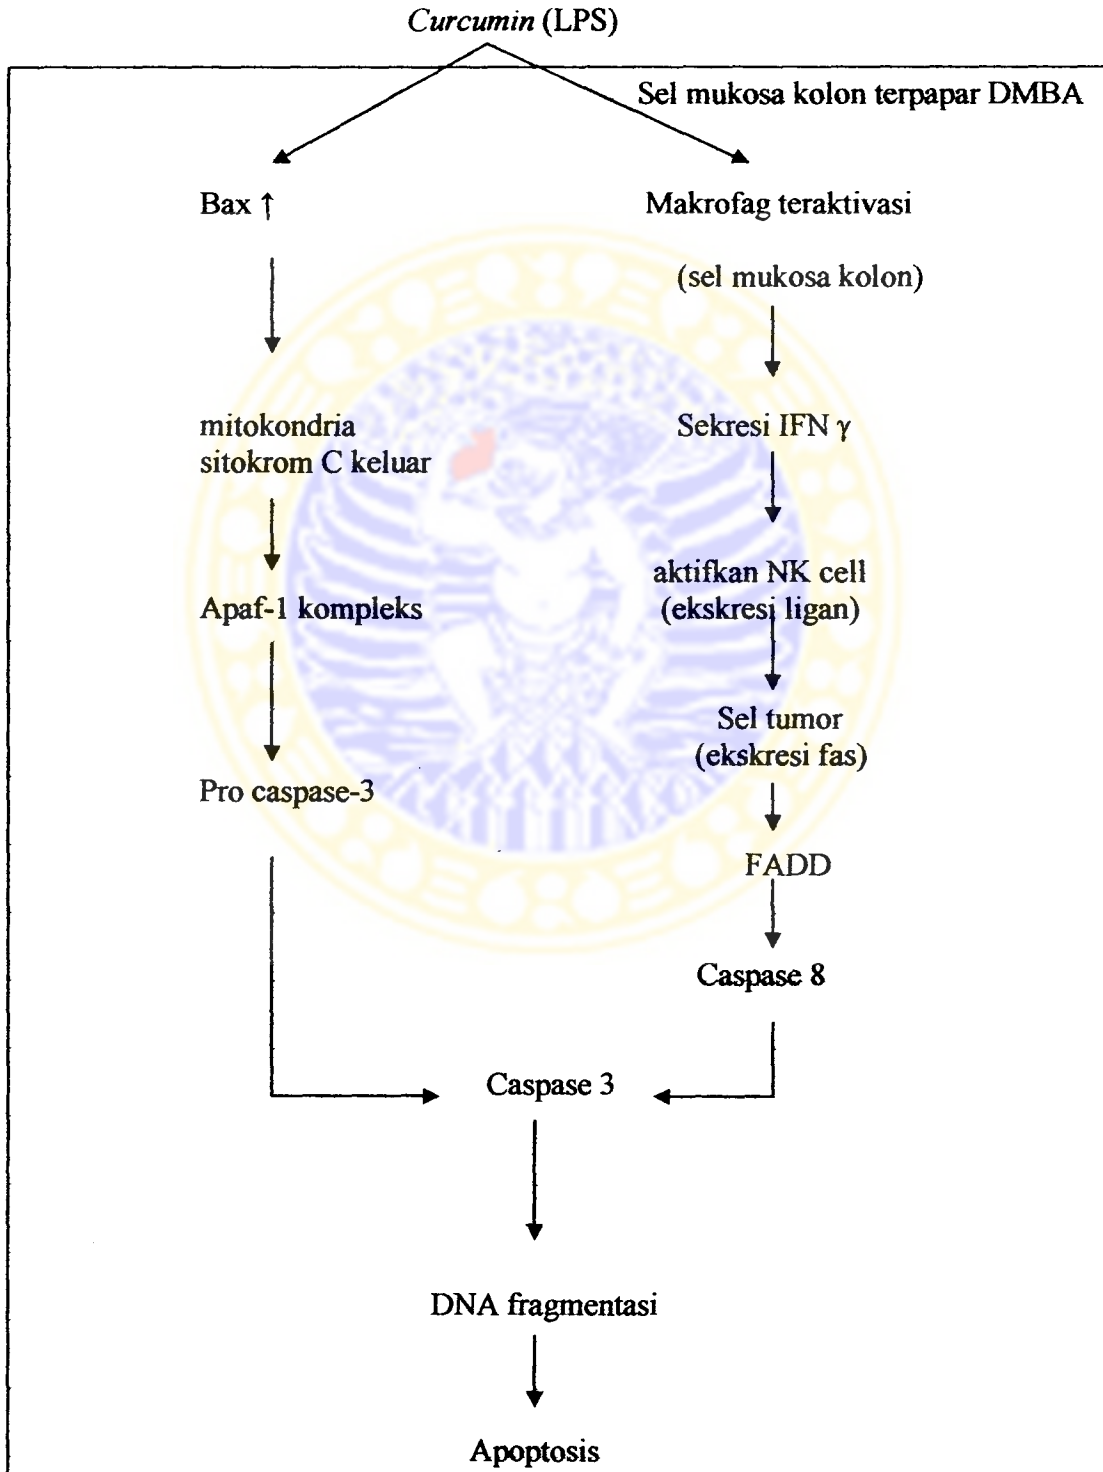 Curcumin (LPS)
Sel mukosa kolon terpapar DMBA
Bax ↑
mitokondria
sitokrom C keluar
Apaf-1 kompleks
Pro caspase-3
Makrofag teraktivasi
(sel mukosa kolon)
Sekresi IFN γ
aktifkan NK cell
(ekskresi ligan)
Sel tumor
(ekskresi fas)
FADD
Caspase 8
Caspase 3
DNA fragmentasi
Apoptosis